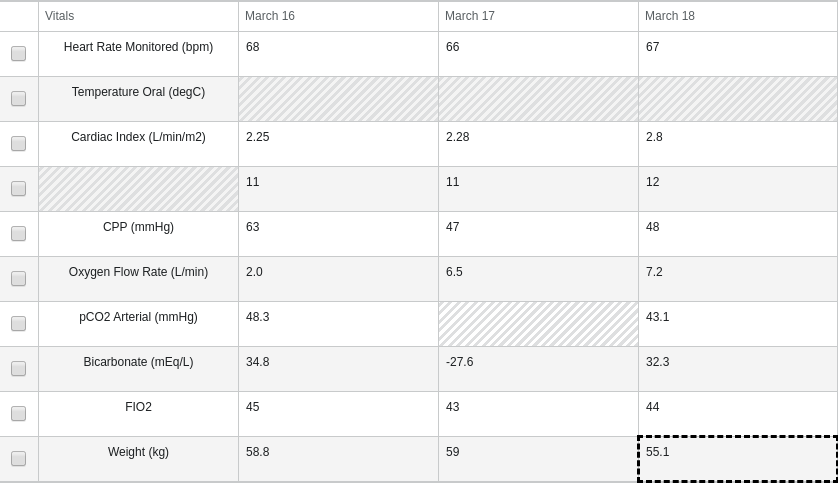 Vitals March 16 March 17 March 18
Heart Rate Monitored (bpm) 68 66 67
Temperature Oral (degC)
Cardiac Index (L/min/m2) 2.25 2.28 2.8
11 11 12
CPP (mmHg) 63 47 48
Oxygen Flow Rate (L/min) 2.0 6.5 7.2
pCO2 Arterial (mmHg) 48.3 43.1
Bicarbonate (mEq/L) 34.8 -27.6 32.3
FIO2 45 43 44
Weight (kg) 58.8 59 55.1